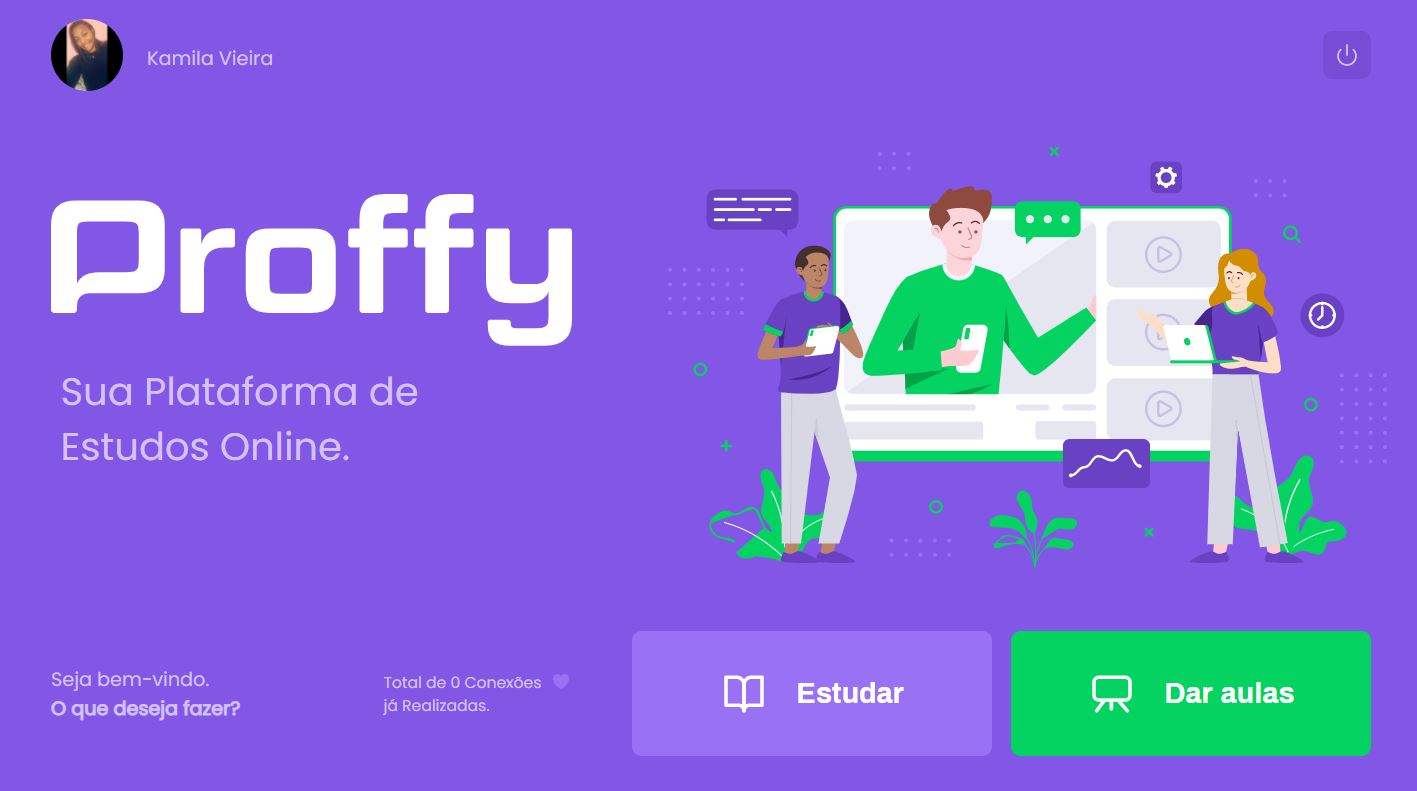 Kamila Vieira
Proffy
Sua Plataforma de
Estudos Online.
Seja bem-vindo.
O que deseja fazer?
Total de 0 Conexões
já Realizadas.
Estudar
Dar aulas